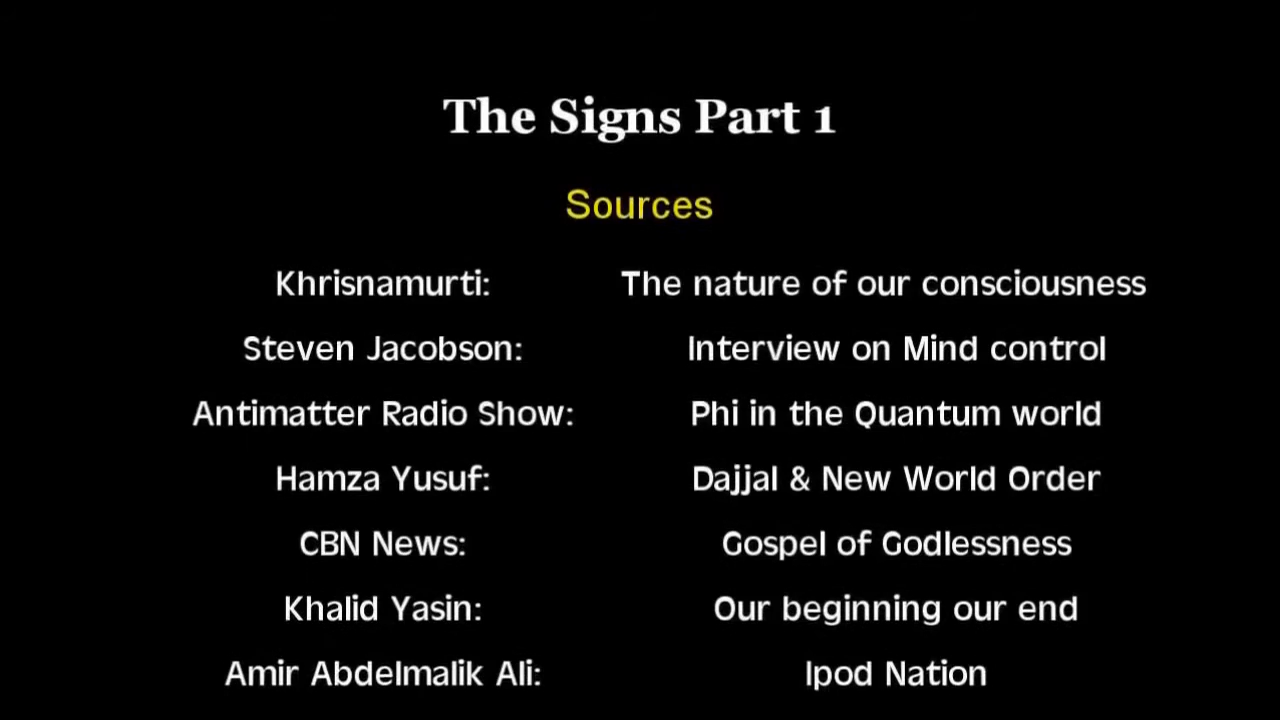 The Signs Part 1
Sources
Khrisnamurti: The nature of our consciousness
Steven Jacobson: Interview on Mind control
Antimatter Radio Show: Phi in the Quantum world
Hamza Yusuf: Dajjal & New World Order
CBN News: Gospel of Godlessness
Khalid Yasin: Our beginning our end
Amir Abdelmalik Ali: Ipod Nation